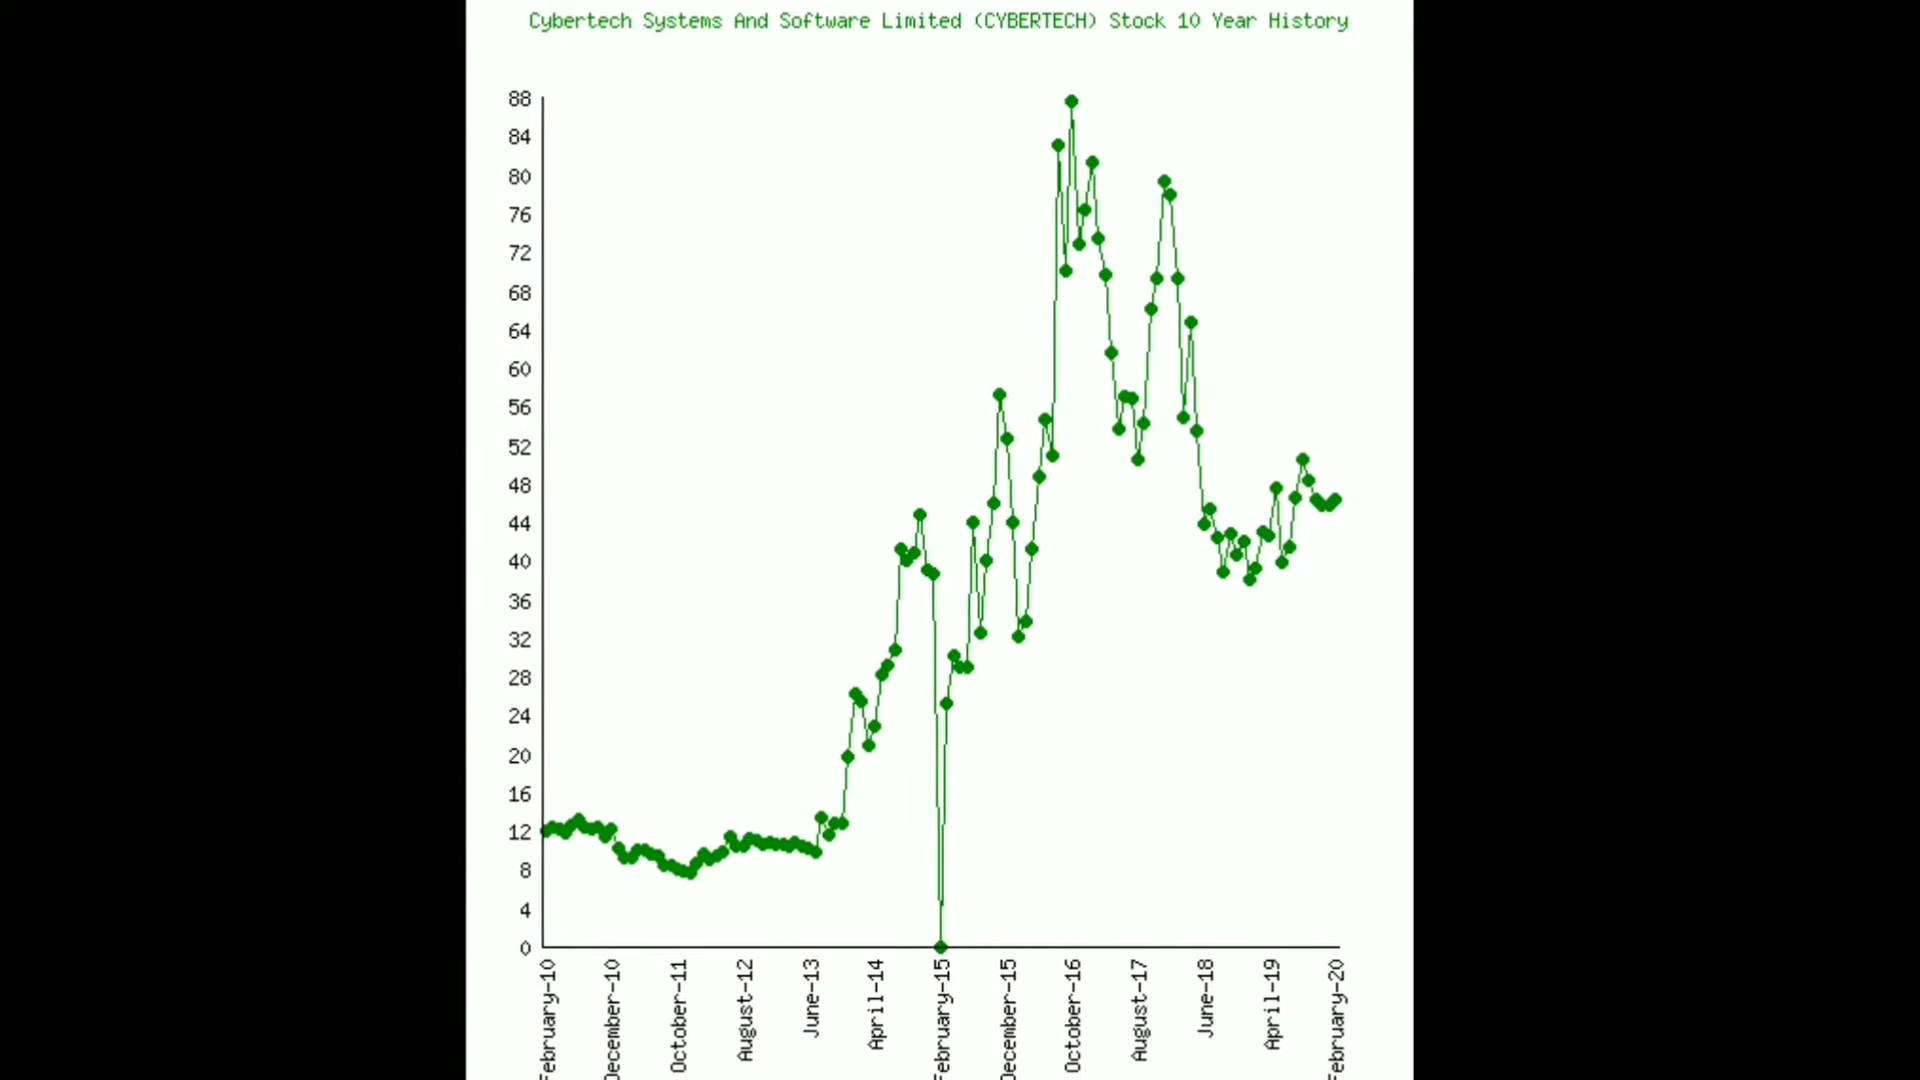 Cybertech Systems And Software Limited (CYBERTECH) Stock 10 Year History
88
84
80
76
72
68
64
60
56
52
48
44
40
36
32
28
24
20
16
12
8
4
0
February-10
December-10
October-11
August-12
June-13
April-14
February-15
December-15
October-16
August-17
June-18
April-19
February-20